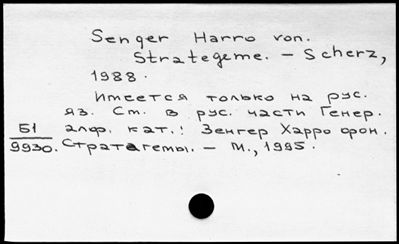 Senger Harro von.
Strategeme. – Scherz,
1988.
Имеется только на рус.
яз. См. в рус. части Генер.
алф. кат.: Зенгер Харро фон.
Стратагемы. – М., 1995.
Б1
9930.